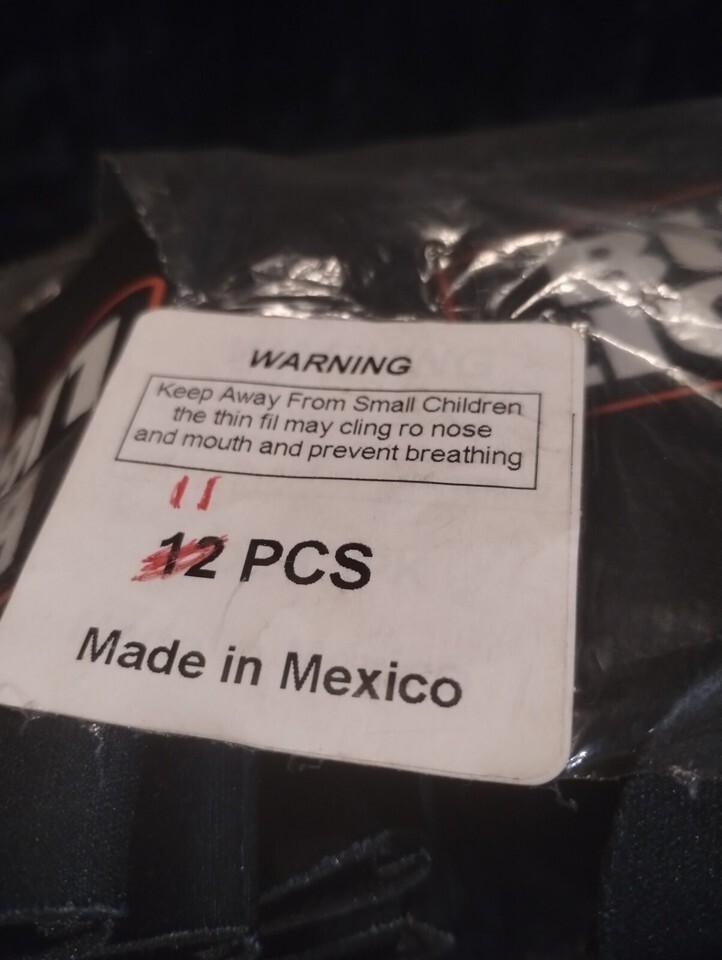 WARNING
Keep Away From Small Children
the thin fil may cling ro nose
and mouth and prevent breathing
11
12 PCS
Made in Mexico